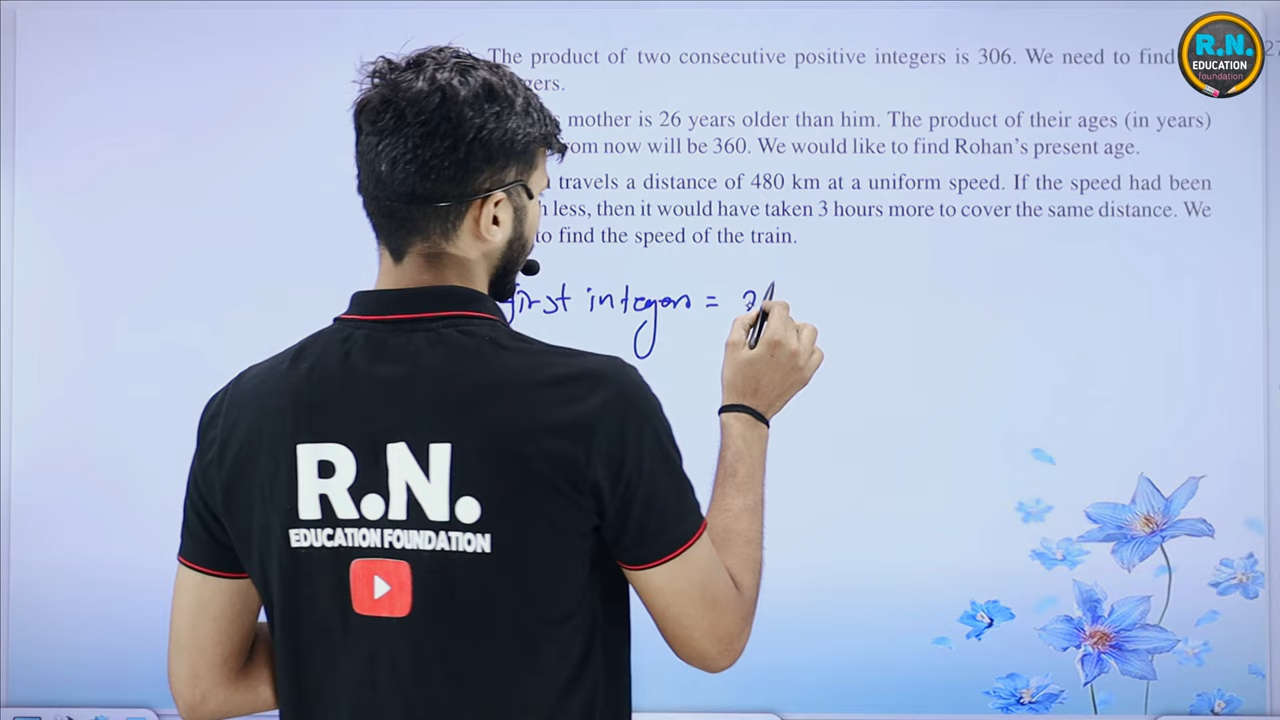 The product of two consecutive positive integers is 306. We need to find
R.N.
EDUCATION
foundation
mother is 26 years older than him. The product of their ages (in years)
from now will be 360. We would like to find Rohan's present age.
travels a distance of 480 km at a uniform speed. If the speed had been
less, then it would have taken 3 hours more to cover the same distance. We
to find the speed of the train.
first integer =
R.N.
EDUCATION FOUNDATION